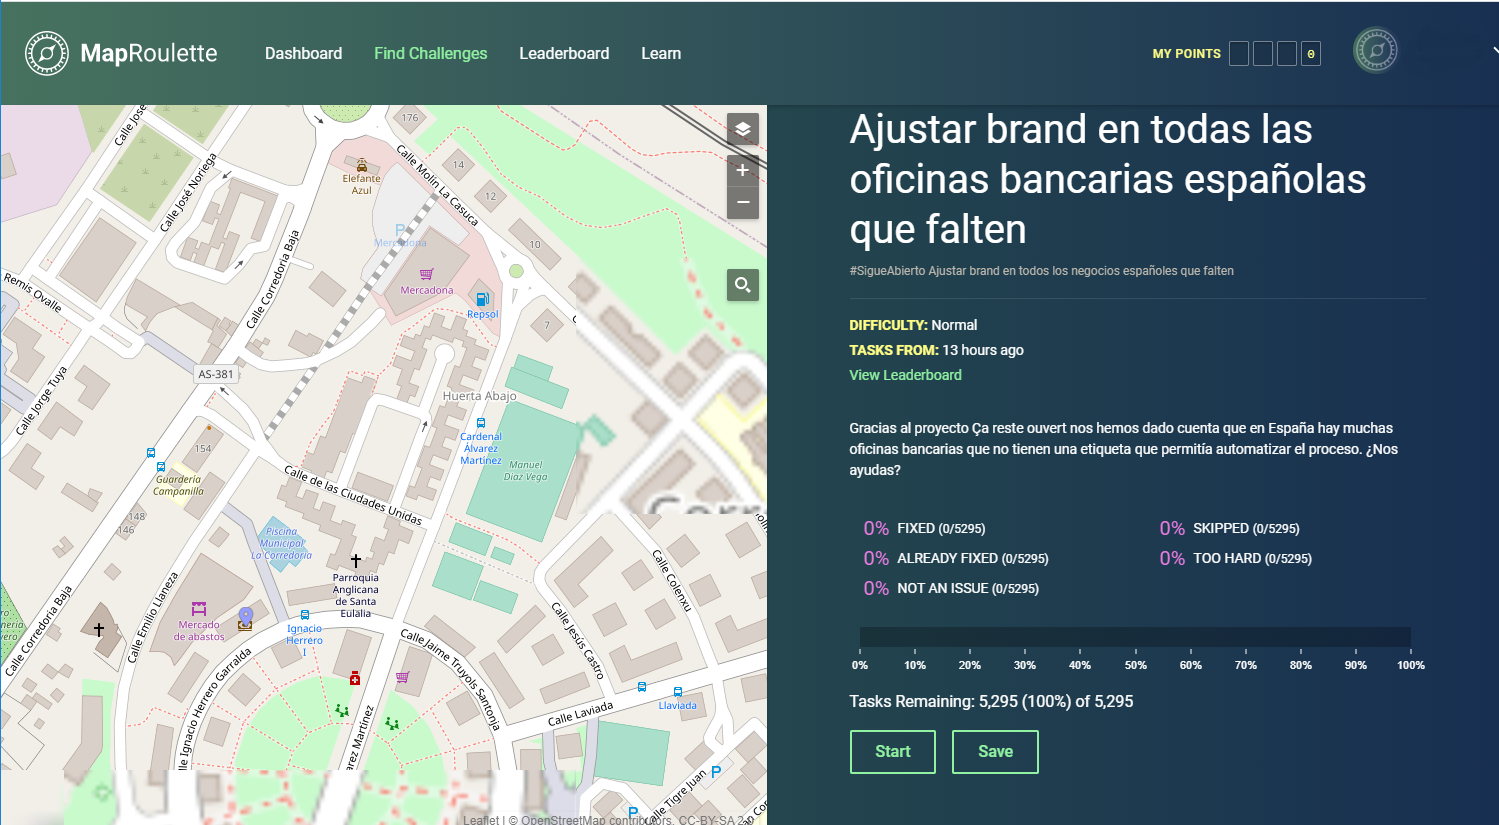 MapRoulette
Dashboard
Find Challenges
Leaderboard
Learn
MY POINTS 0
Ajustar brand en todas las
oficinas bancarias españolas
que falten
#SigueAbierto Ajustar brand en todos los negocios españoles que falten
DIFFICULTY: Normal
TASKS FROM: 13 hours ago
View Leaderboard
Gracias al proyecto Ça reste ouvert nos hemos dado cuenta que en España hay muchas
oficinas bancarias que no tienen una etiqueta que permitía automatizar el proceso. ¿Nos
ayudas?
0% FIXED (0/5295)
0% SKIPPED (0/5295)
0% ALREADY FIXED (0/5295)
0% TOO HARD (0/5295)
0% NOT AN ISSUE (0/5295)
0% 10% 20% 30% 40% 50% 60% 70% 80% 90% 100%
Tasks Remaining: 5,295 (100%) of 5,295
Start
Save
Calle José
176
Calle José Noriega
Elefante
Azul
Calle Molín La Casuca
14
12
10
+
−
P
Mercadona
Mercadona
Repsol
7
Calle Corredoria Baja
Remis Ovalle
AS-381
Calle Jorge Tuya
Huerta Abajo
Cardenal
Álvarez
Martínez
Manuel
Díaz Vega
154
Guardería
Campanilla
Calle de las Ciudades Unidas
148
146
Piscina
Municipal
La Corredoria
Parroquia
Anglicana
de Santa
Eulalia
Calle Colenxu
Calle Corredoria Baja
Calle Emilio Llaneza
Mercado
de abastos
Ignacio
Herrero
I
Calle Jesús Castro
Calle Jaime Truyols Santonja
Calle Ignacio Herrero Garralda
Calle Laviada
Llaviada
arez Martínez
P
Calle Tigre Juan
P
Leaflet | © OpenStreetMap contributors, CC-BY-SA 2.0